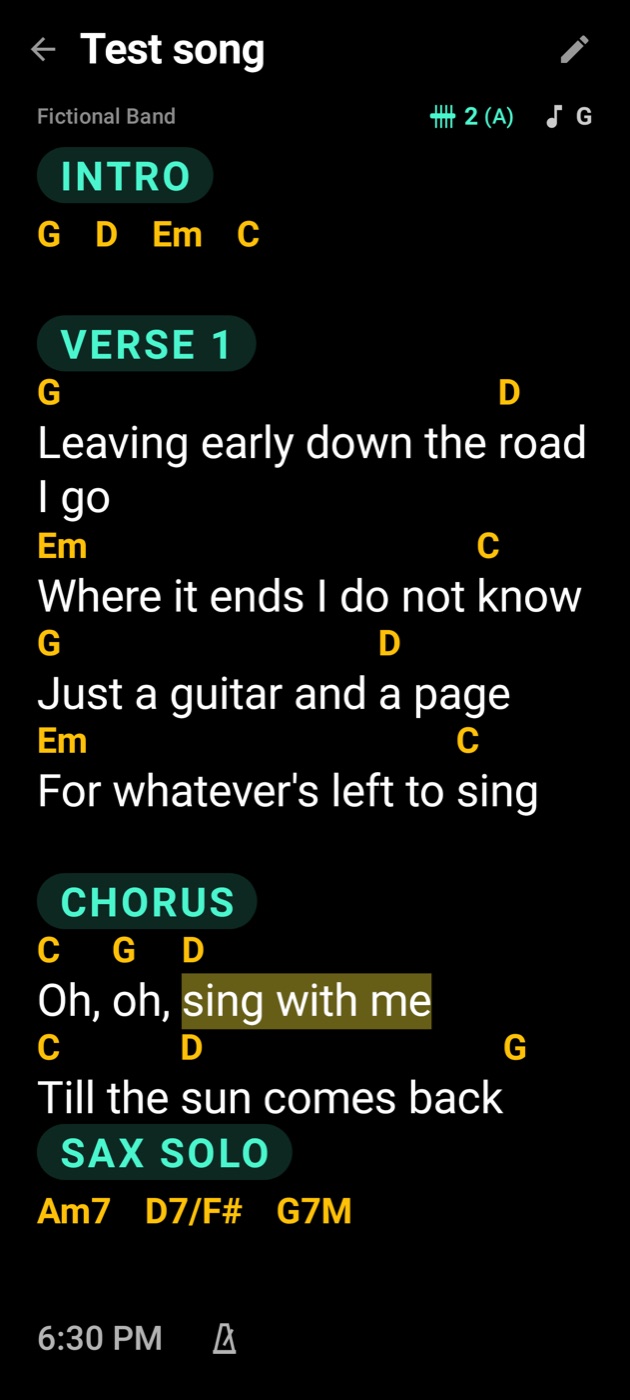 Test song
Fictional Band 2 (A) G
INTRO
G D Em C
VERSE 1
G D
Leaving early down the road
I go
Em C
Where it ends I do not know
G D
Just a guitar and a page
Em C
For whatever's left to sing
CHORUS
C G D
Oh, oh, sing with me
C D G
Till the sun comes back
SAX SOLO
Am7 D7/F# G7M
6:30 PM